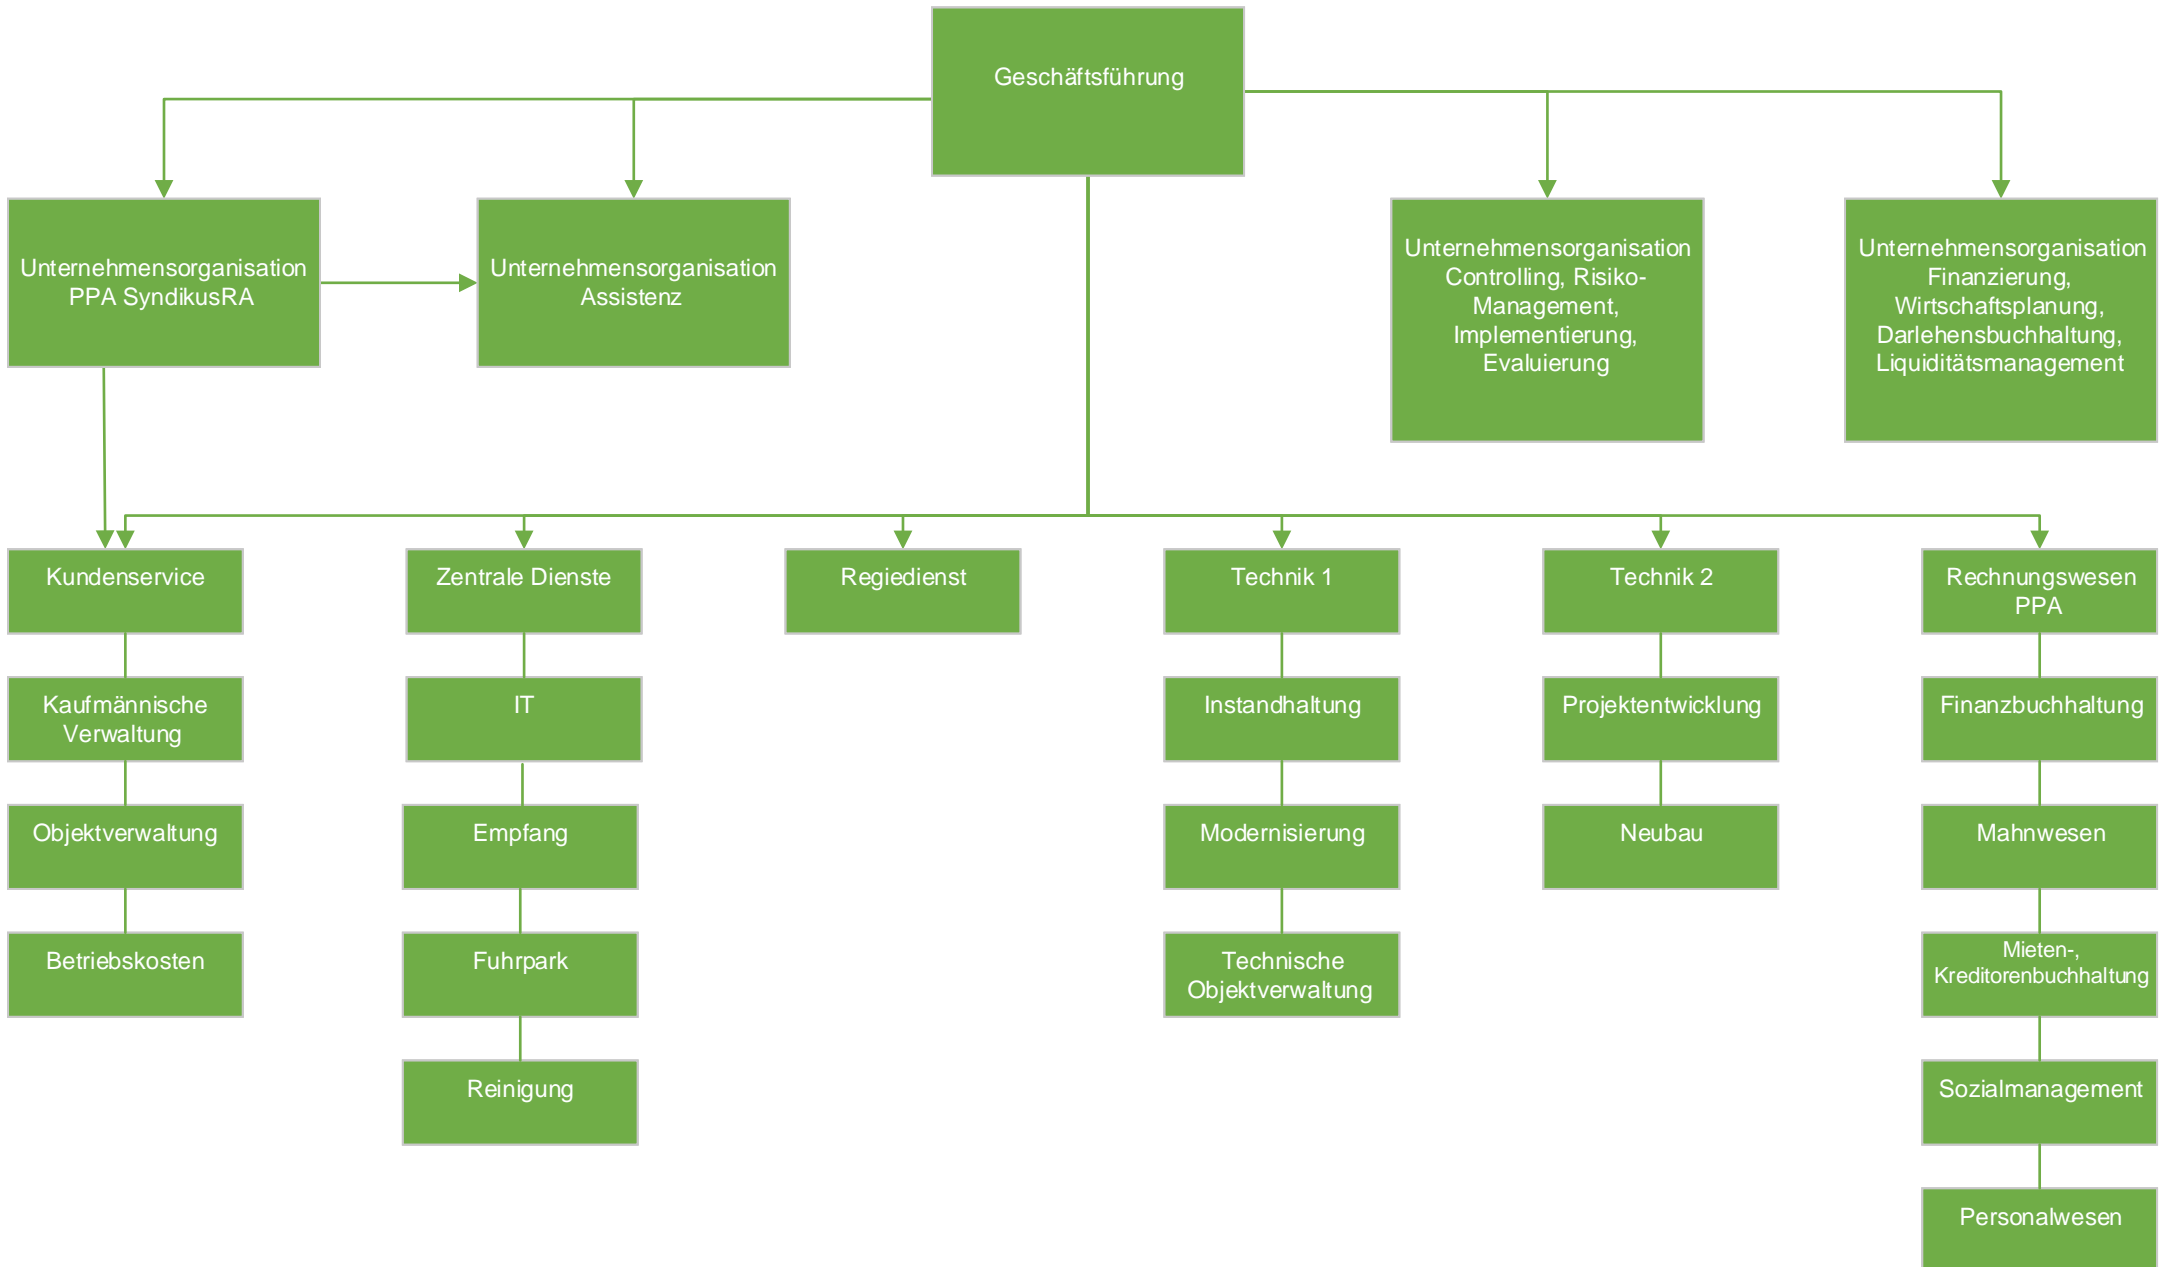 Geschäftsführung
Unternehmensorganisation
PPA SyndikusRA
Unternehmensorganisation
Assistenz
Unternehmensorganisation
Controlling, Risiko-
Management,
Implementierung,
Evaluierung
Unternehmensorganisation
Finanzierung,
Wirtschaftsplanung,
Darlehensbuchhaltung,
Liquiditätsmanagement
Kundenservice
Zentrale Dienste
Regiedienst
Technik 1
Technik 2
Rechnungswesen
PPA
Kaufmännische
Verwaltung
IT
Instandhaltung
Projektentwicklung
Finanzbuchhaltung
Objektverwaltung
Empfang
Modernisierung
Neubau
Mahnwesen
Betriebskosten
Fuhrpark
Technische
Objektverwaltung
Mieten-,
Kreditorenbuchhaltung
Reinigung
Sozialmanagement
Personalwesen